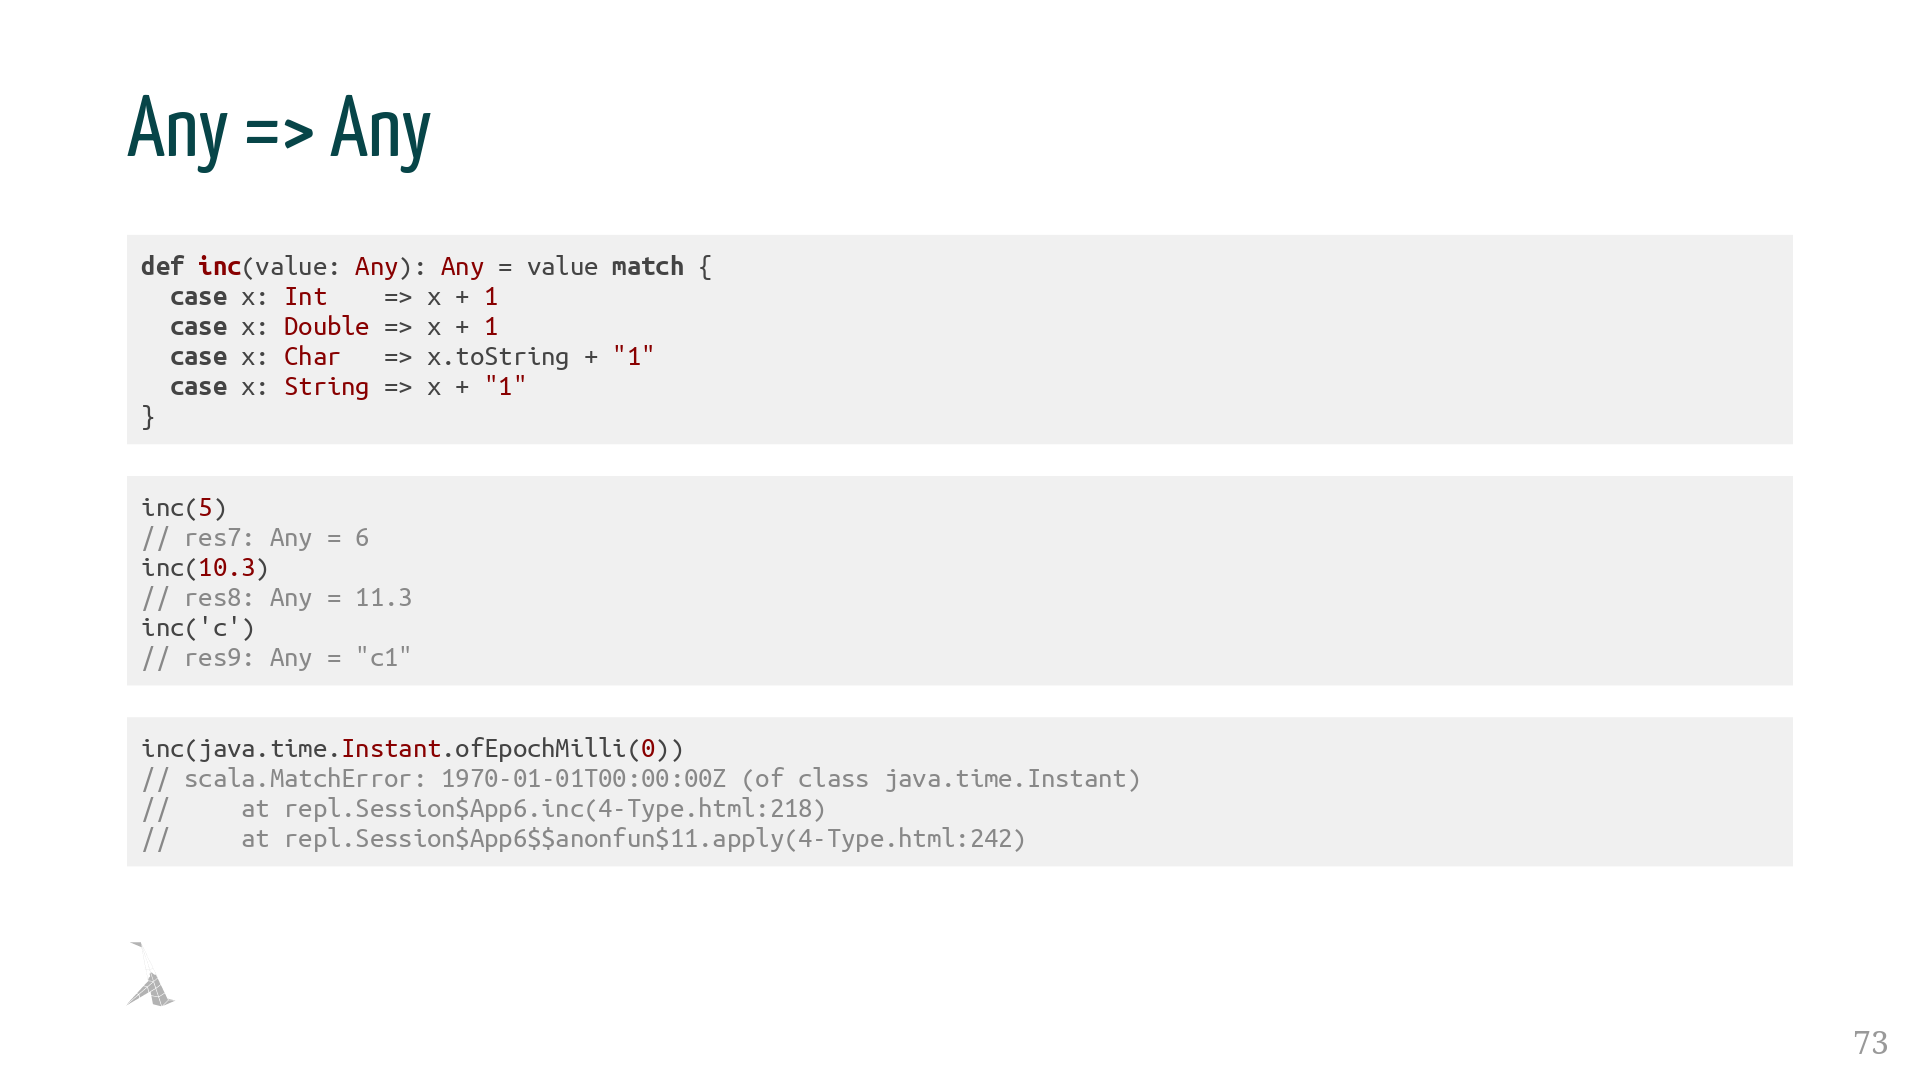 Any => Any
def inc(value: Any): Any = value match {
  case x: Int    => x + 1
  case x: Double => x + 1
  case x: Char   => x.toString + "1"
  case x: String => x + "1"
}
inc(5)
// res7: Any = 6
inc(10.3)
// res8: Any = 11.3
inc('c')
// res9: Any = "c1"
inc(java.time.Instant.ofEpochMilli(0))
// scala.MatchError: 1970-01-01T00:00:00Z (of class java.time.Instant)
//     at repl.Session$App6.inc(4-Type.html:218)
//     at repl.Session$App6$$anonfun$11.apply(4-Type.html:242)
73